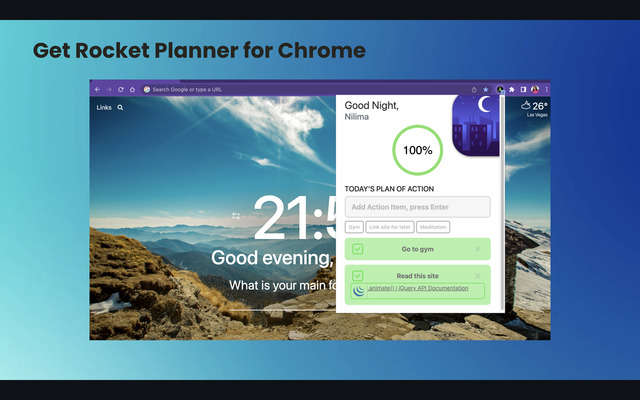 Get Rocket Planner for Chrome
Search Google or type a URL
Links
26°
Las Vegas
21:5
Good evening,
What is your main fo
Good Night,
Nilima
100%
TODAY'S PLAN OF ACTION
Add Action Item, press Enter
Gym
Link site for later
Meditation
Go to gym
Read this site
.animate() | jQuery API Documentation